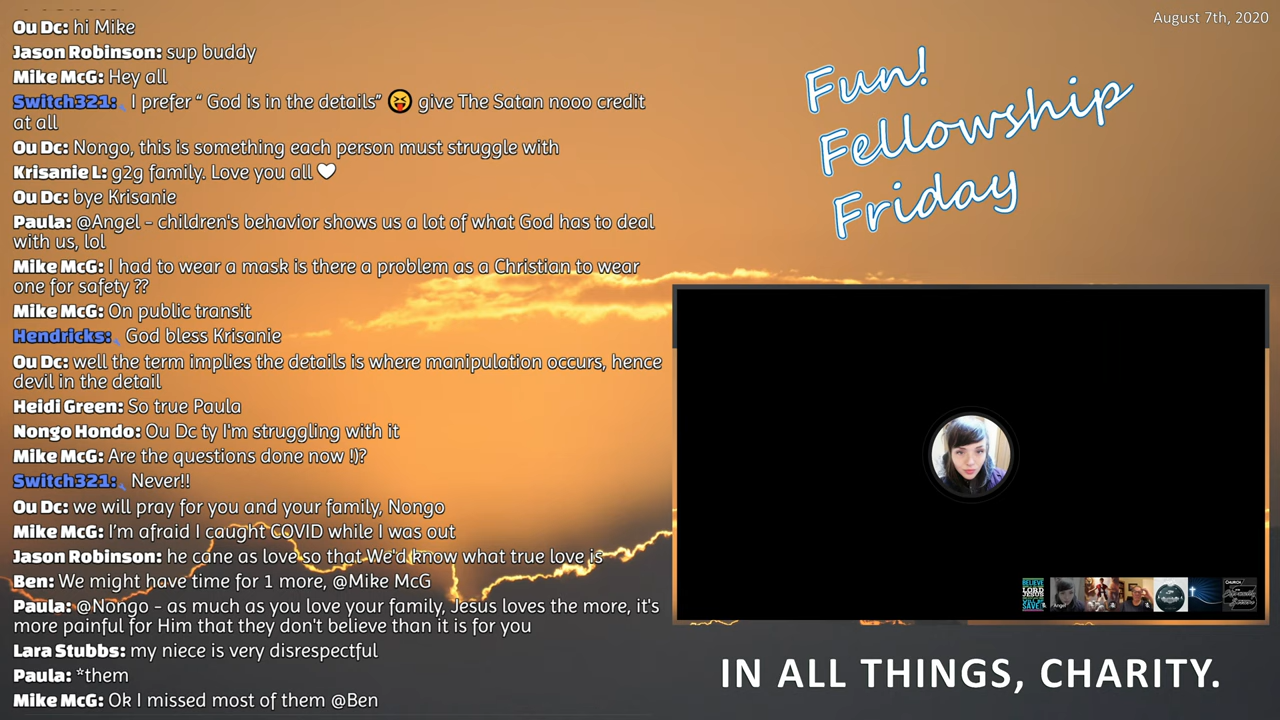 Ou Dc: hi Mike
Jason Robinson: sup buddy
Mike McG: Hey all
Switch321: I prefer “ God is in the details” 😝 give The Satan nooo credit
at all
Ou Dc: Nongo, this is something each person must struggle with
Krisanie L: g2g family. Love you all 🤍
Ou Dc: bye Krisanie
Paula: @Angel - children's behavior shows us a lot of what God has to deal
with us, lol
Mike McG: I had to wear a mask is there a problem as a Christian to wear
one for safety ??
Mike McG: On public transit
Hendricks: God bless Krisanie
Ou Dc: well the term implies the details is where manipulation occurs, hence
devil in the detail
Heidi Green: So true Paula
Nongo Hondo: Ou Dc ty I'm struggling with it
Mike McG: Are the questions done now !)?
Switch321: Never!!
Ou Dc: we will pray for you and your family, Nongo
Mike McG: I’m afraid I caught COVID while I was out
Jason Robinson: he cane as love so that We'd know what true love is
Ben: We might have time for 1 more, @Mike McG
Paula: @Nongo - as much as you love your family, Jesus loves the more, it's
more painful for Him that they don't believe than it is for you
Lara Stubbs: my niece is very disrespectful
Paula: *them
Mike McG: Ok I missed most of them @Ben
August 7th, 2020
Fun!
Fellowship
Friday
BELIEVE
LORD
JESUS
SAVE
Angel
CHURCH
IN ALL THINGS, CHARITY.